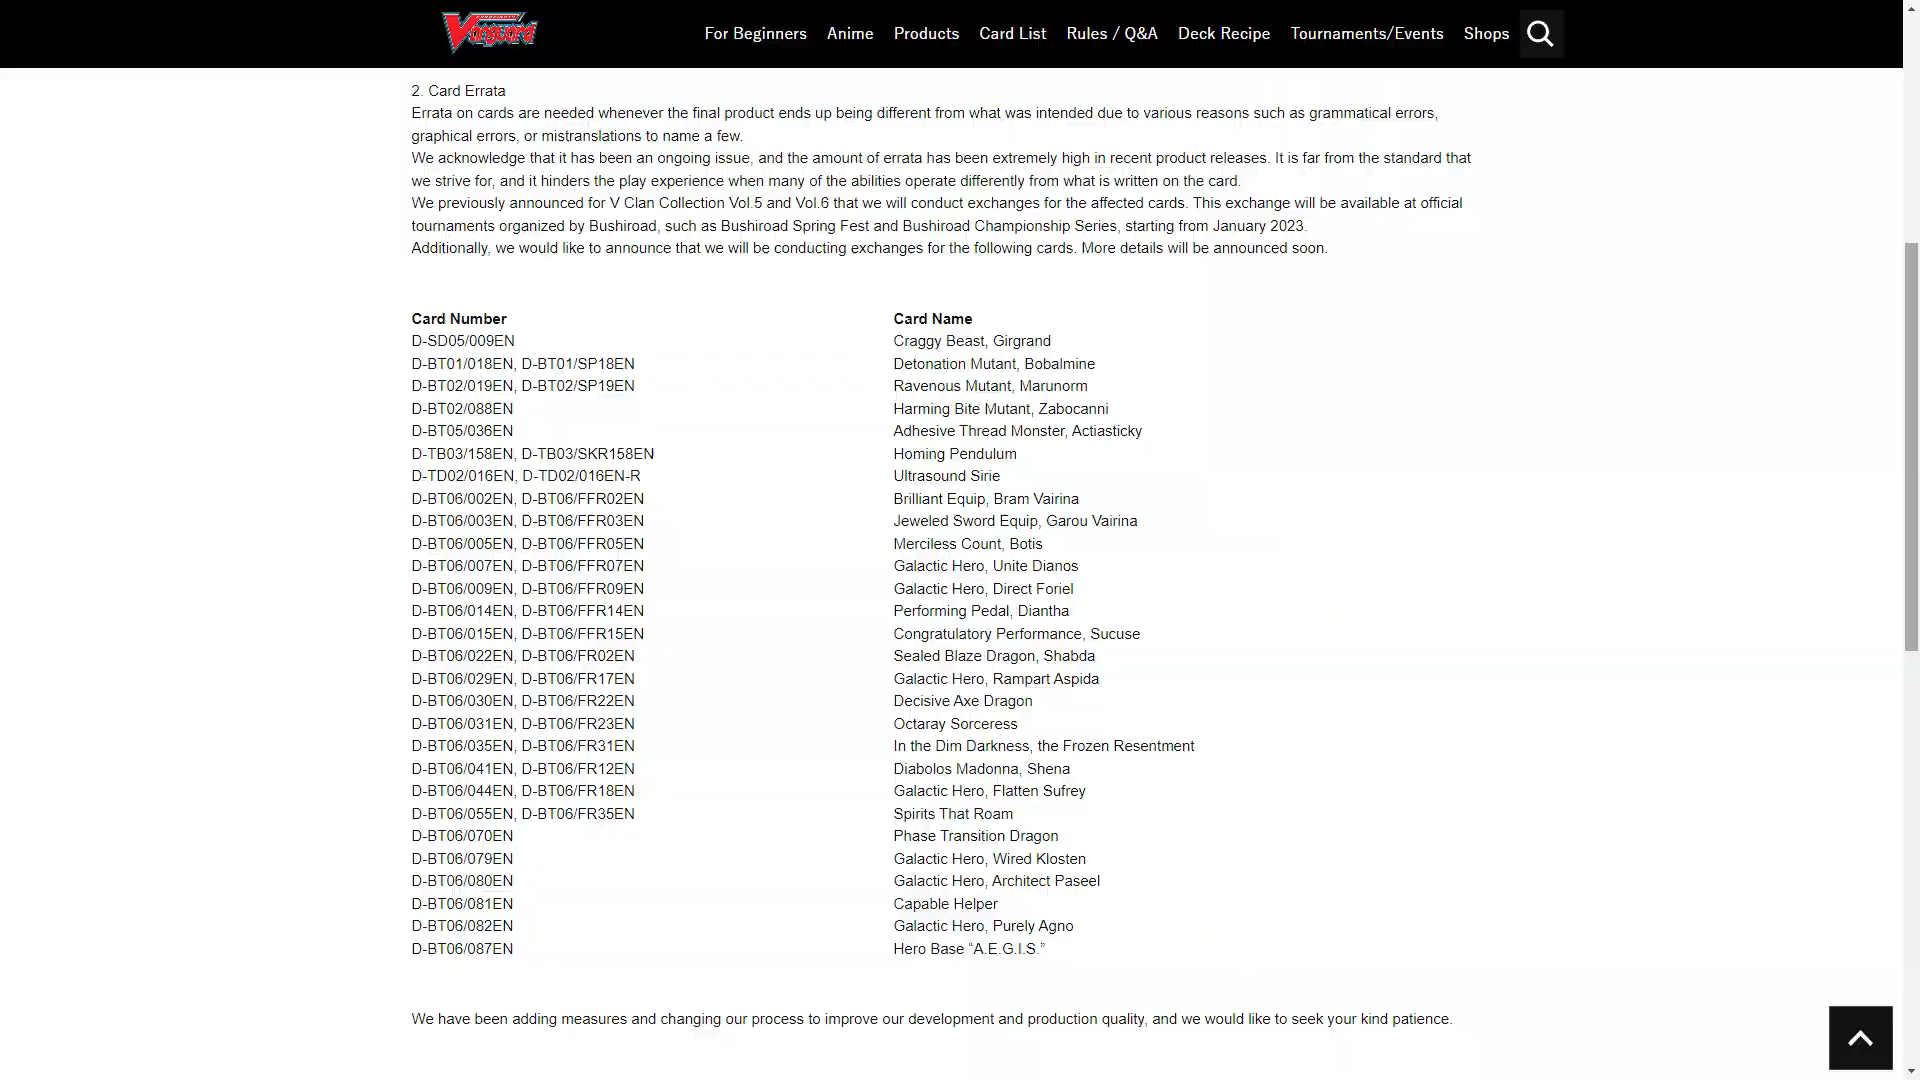 Vanguard
For Beginners Anime Products Card List Rules / Q&A Deck Recipe Tournaments/Events Shops
2. Card Errata
Errata on cards are needed whenever the final product ends up being different from what was intended due to various reasons such as grammatical errors,
graphical errors, or mistranslations to name a few.
We acknowledge that it has been an ongoing issue, and the amount of errata has been extremely high in recent product releases. It is far from the standard that
we strive for, and it hinders the play experience when many of the abilities operate differently from what is written on the card.
We previously announced for V Clan Collection Vol.5 and Vol.6 that we will conduct exchanges for the affected cards. This exchange will be available at official
tournaments organized by Bushiroad, such as Bushiroad Spring Fest and Bushiroad Championship Series, starting from January 2023.
Additionally, we would like to announce that we will be conducting exchanges for the following cards. More details will be announced soon.
Card Number Card Name
D-SD05/009EN Craggy Beast, Girgrand
D-BT01/018EN, D-BT01/SP18EN Detonation Mutant, Bobalmine
D-BT02/019EN, D-BT02/SP19EN Ravenous Mutant, Marunorm
D-BT02/088EN Harming Bite Mutant, Zabocanni
D-BT05/036EN Adhesive Thread Monster, Actiasticky
D-TB03/158EN, D-TB03/SKR158EN Homing Pendulum
D-TD02/016EN, D-TD02/016EN-R Ultrasound Sirie
D-BT06/002EN, D-BT06/FFR02EN Brilliant Equip, Bram Vairina
D-BT06/003EN, D-BT06/FFR03EN Jeweled Sword Equip, Garou Vairina
D-BT06/005EN, D-BT06/FFR05EN Merciless Count, Botis
D-BT06/007EN, D-BT06/FFR07EN Galactic Hero, Unite Dianos
D-BT06/009EN, D-BT06/FFR09EN Galactic Hero, Direct Foriel
D-BT06/014EN, D-BT06/FFR14EN Performing Pedal, Diantha
D-BT06/015EN, D-BT06/FFR15EN Congratulatory Performance, Sucuse
D-BT06/022EN, D-BT06/FR02EN Sealed Blaze Dragon, Shabda
D-BT06/029EN, D-BT06/FR17EN Galactic Hero, Rampart Aspida
D-BT06/030EN, D-BT06/FR22EN Decisive Axe Dragon
D-BT06/031EN, D-BT06/FR23EN Octaray Sorceress
D-BT06/035EN, D-BT06/FR31EN In the Dim Darkness, the Frozen Resentment
D-BT06/041EN, D-BT06/FR12EN Diabolos Madonna, Shena
D-BT06/044EN, D-BT06/FR18EN Galactic Hero, Flatten Sufrey
D-BT06/055EN, D-BT06/FR35EN Spirits That Roam
D-BT06/070EN Phase Transition Dragon
D-BT06/079EN Galactic Hero, Wired Klosten
D-BT06/080EN Galactic Hero, Architect Paseel
D-BT06/081EN Capable Helper
D-BT06/082EN Galactic Hero, Purely Agno
D-BT06/087EN Hero Base “A.E.G.I.S.”
We have been adding measures and changing our process to improve our development and production quality, and we would like to seek your kind patience.